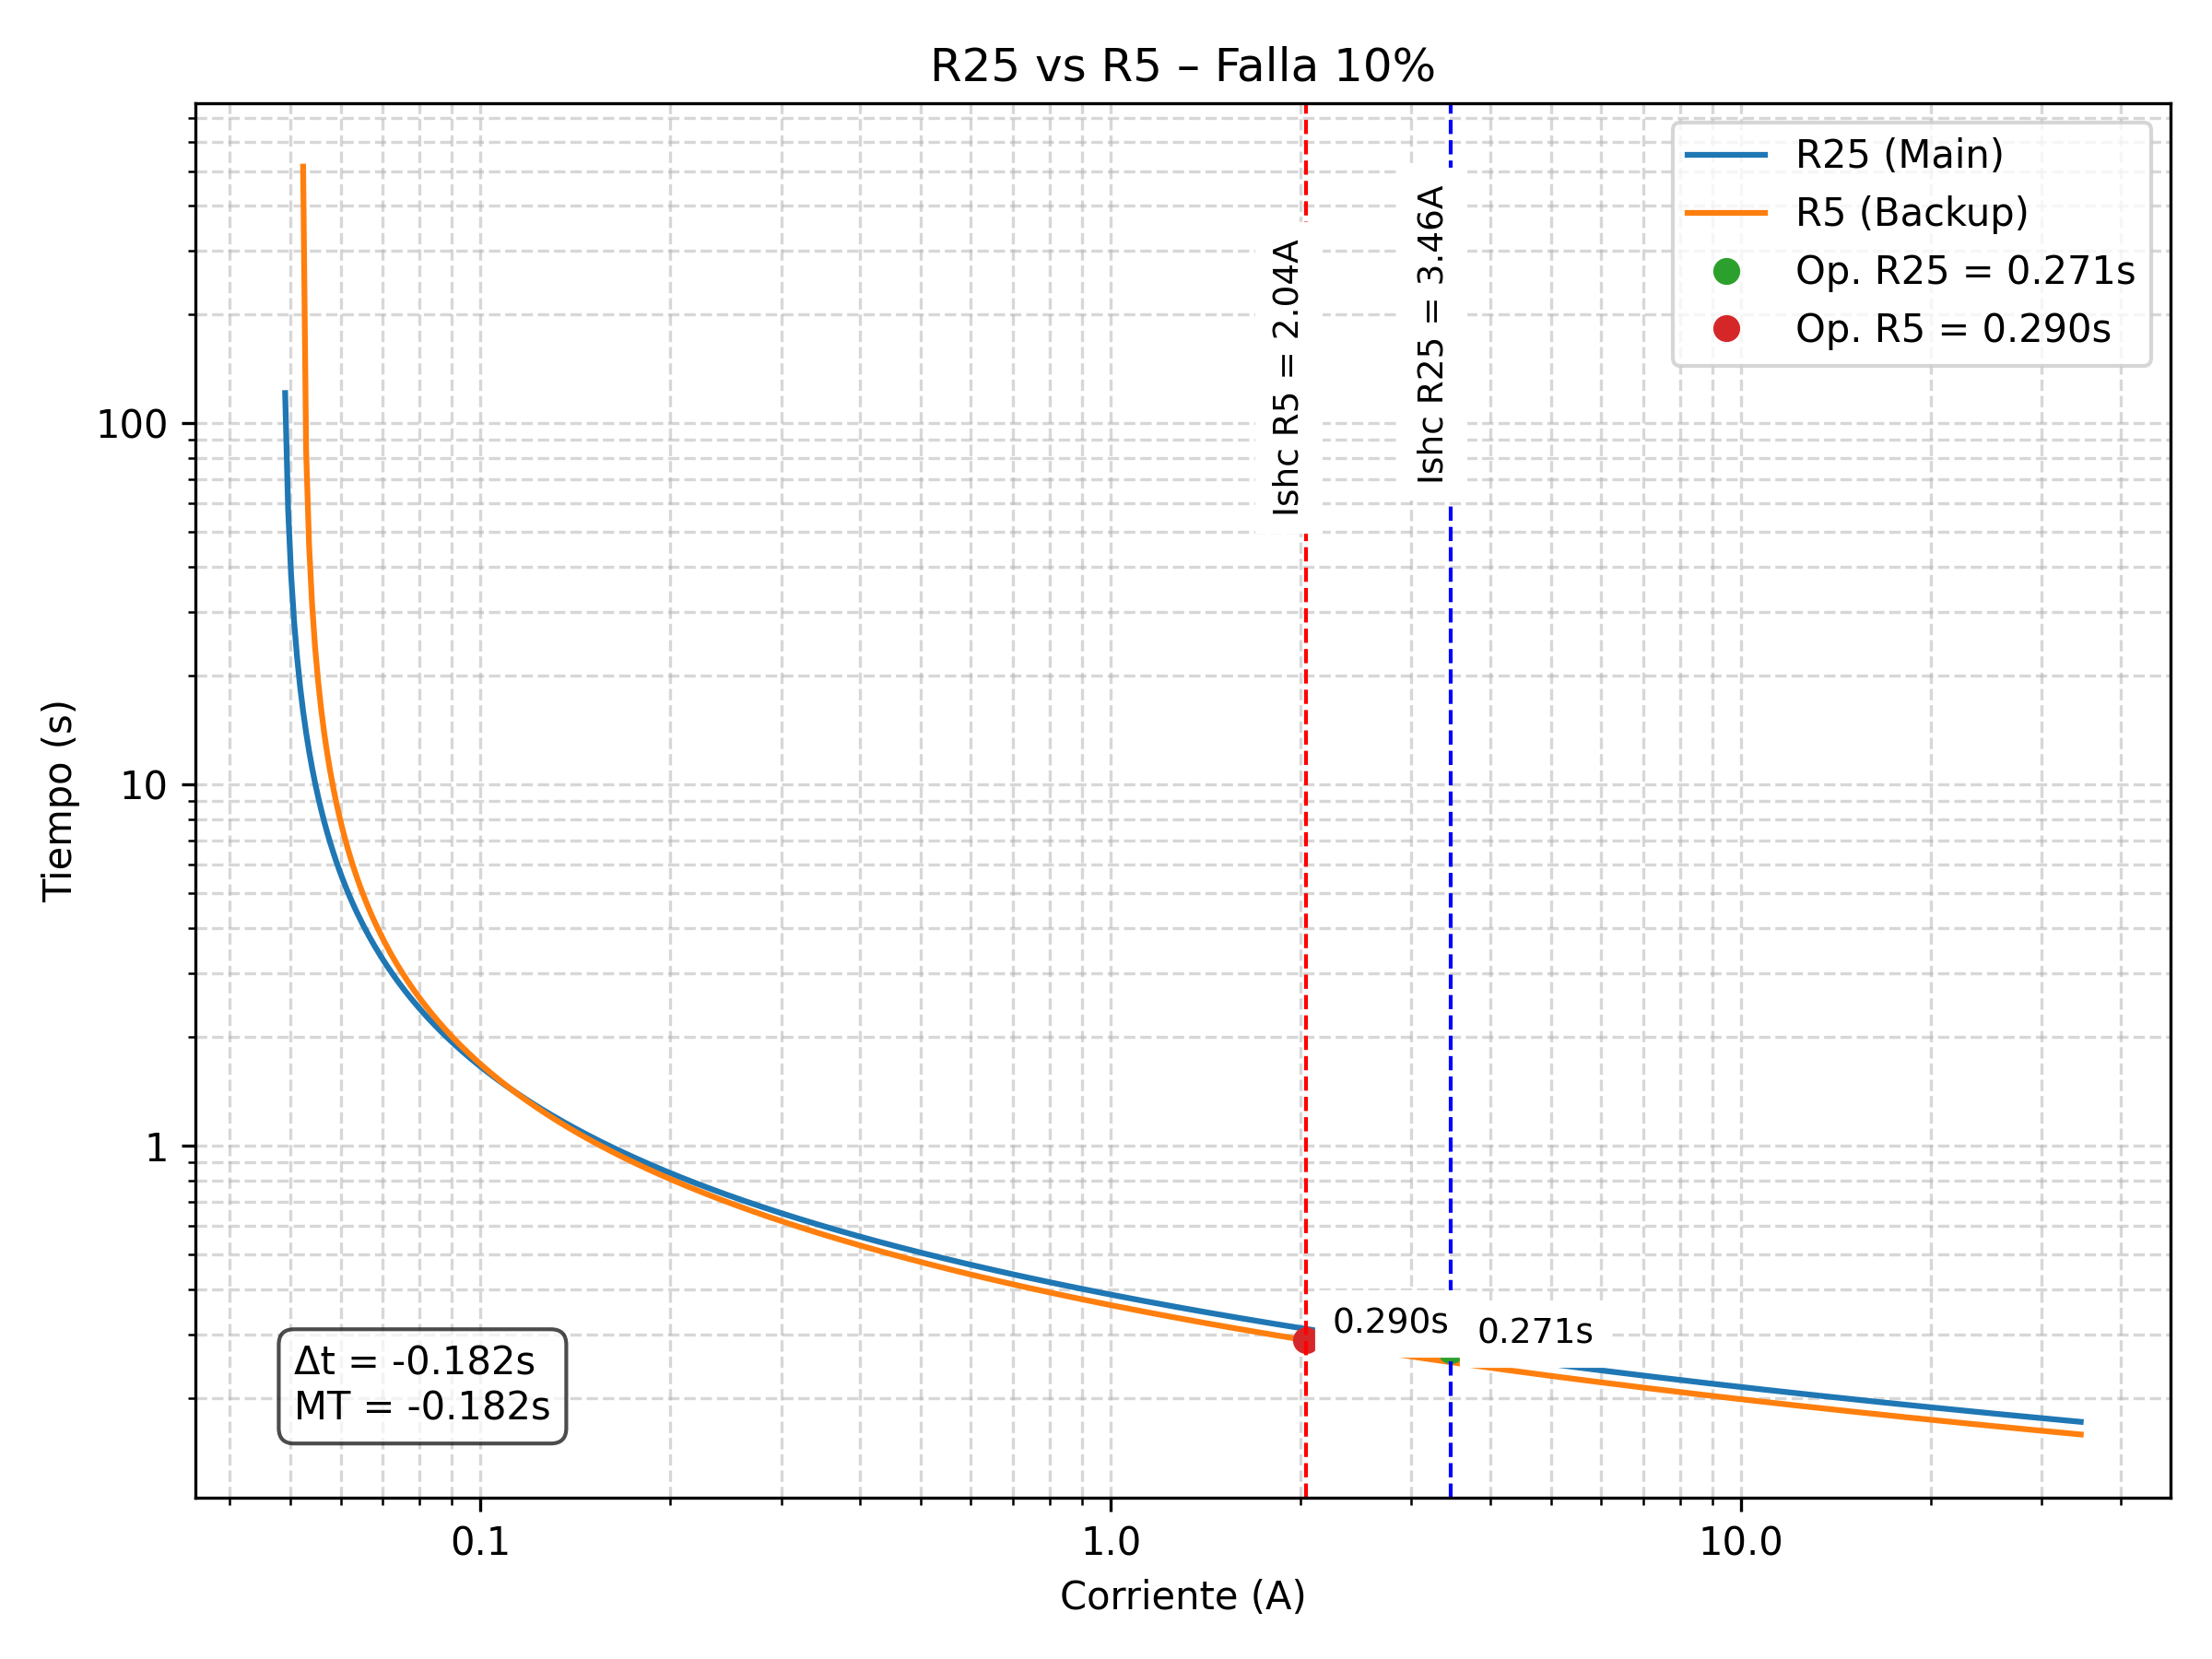 R25 vs R5 – Falla 10%
R25 (Main)
R5 (Backup)
Op. R25 = 0.271s
Op. R5 = 0.290s
Ishc R5 = 2.04A
Ishc R25 = 3.46A
Tiempo (s)
100
10
1
0.290s
0.271s
Δt = -0.182s
MT = -0.182s
0.1
1.0
10.0
Corriente (A)